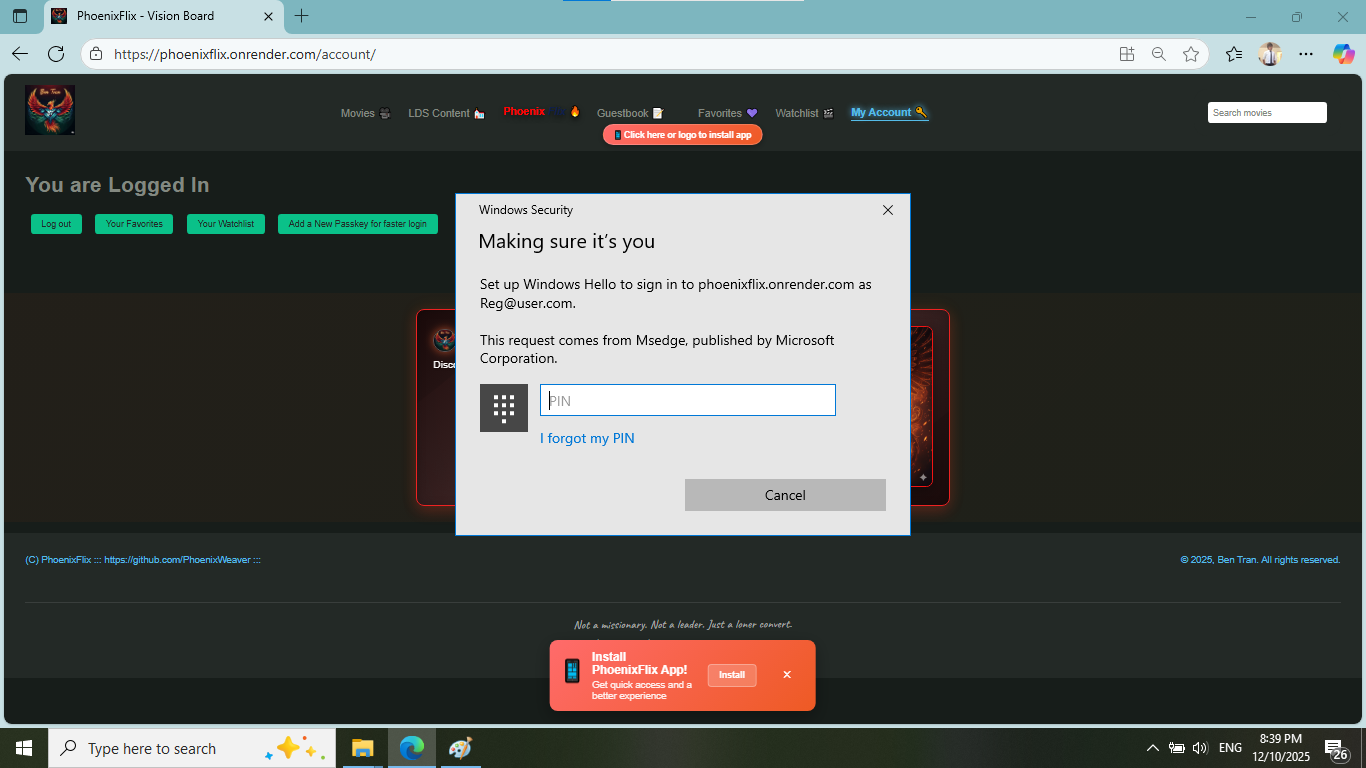 PhoenixFlix - Vision Board
https://phoenixflix.onrender.com/account/
Ben Tran
Movies
LDS Content
Phoenix
Guestbook
Favorites
Watchlist
My Account
Search movies
Click here or logo to install app
You are Logged In
Log out
Your Favorites
Your Watchlist
Add a New Passkey for faster login
Windows Security
Making sure it's you
Set up Windows Hello to sign in to phoenixflix.onrender.com as
Reg@user.com.
This request comes from Msedge, published by Microsoft
Corporation.
PIN
I forgot my PIN
Cancel
Disc
(C) PhoenixFlix ::: https://github.com/PhoenixWeaver :::
© 2025, Ben Tran. All rights reserved.
Not a missionary. Not a leader. Just a loner convert.
Install
PhoenixFlix App!
Get quick access and a
better experience
Install
Type here to search
ENG
8:39 PM
12/10/2025
26